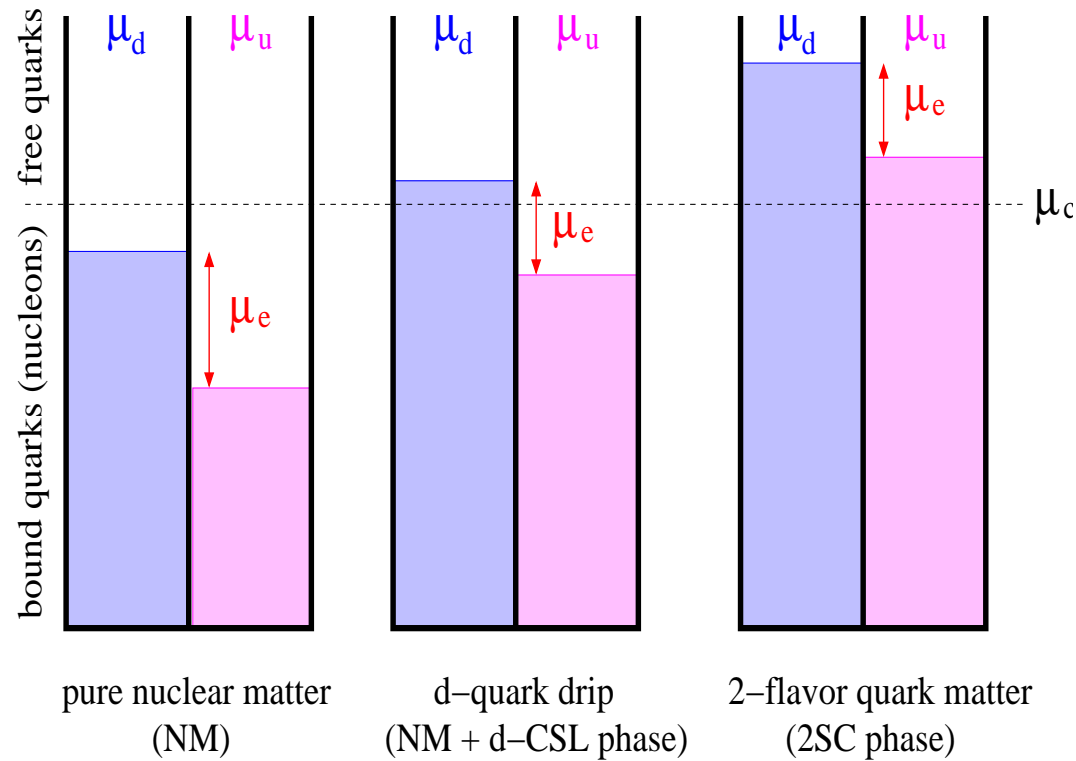 free quarks
bound quarks (nucleons)
μd
μu
μe
pure nuclear matter
(NM)
μd
μu
μe
d−quark drip
(NM + d−CSL phase)
μd
μu
μe
2−flavor quark matter
(2SC phase)
μc